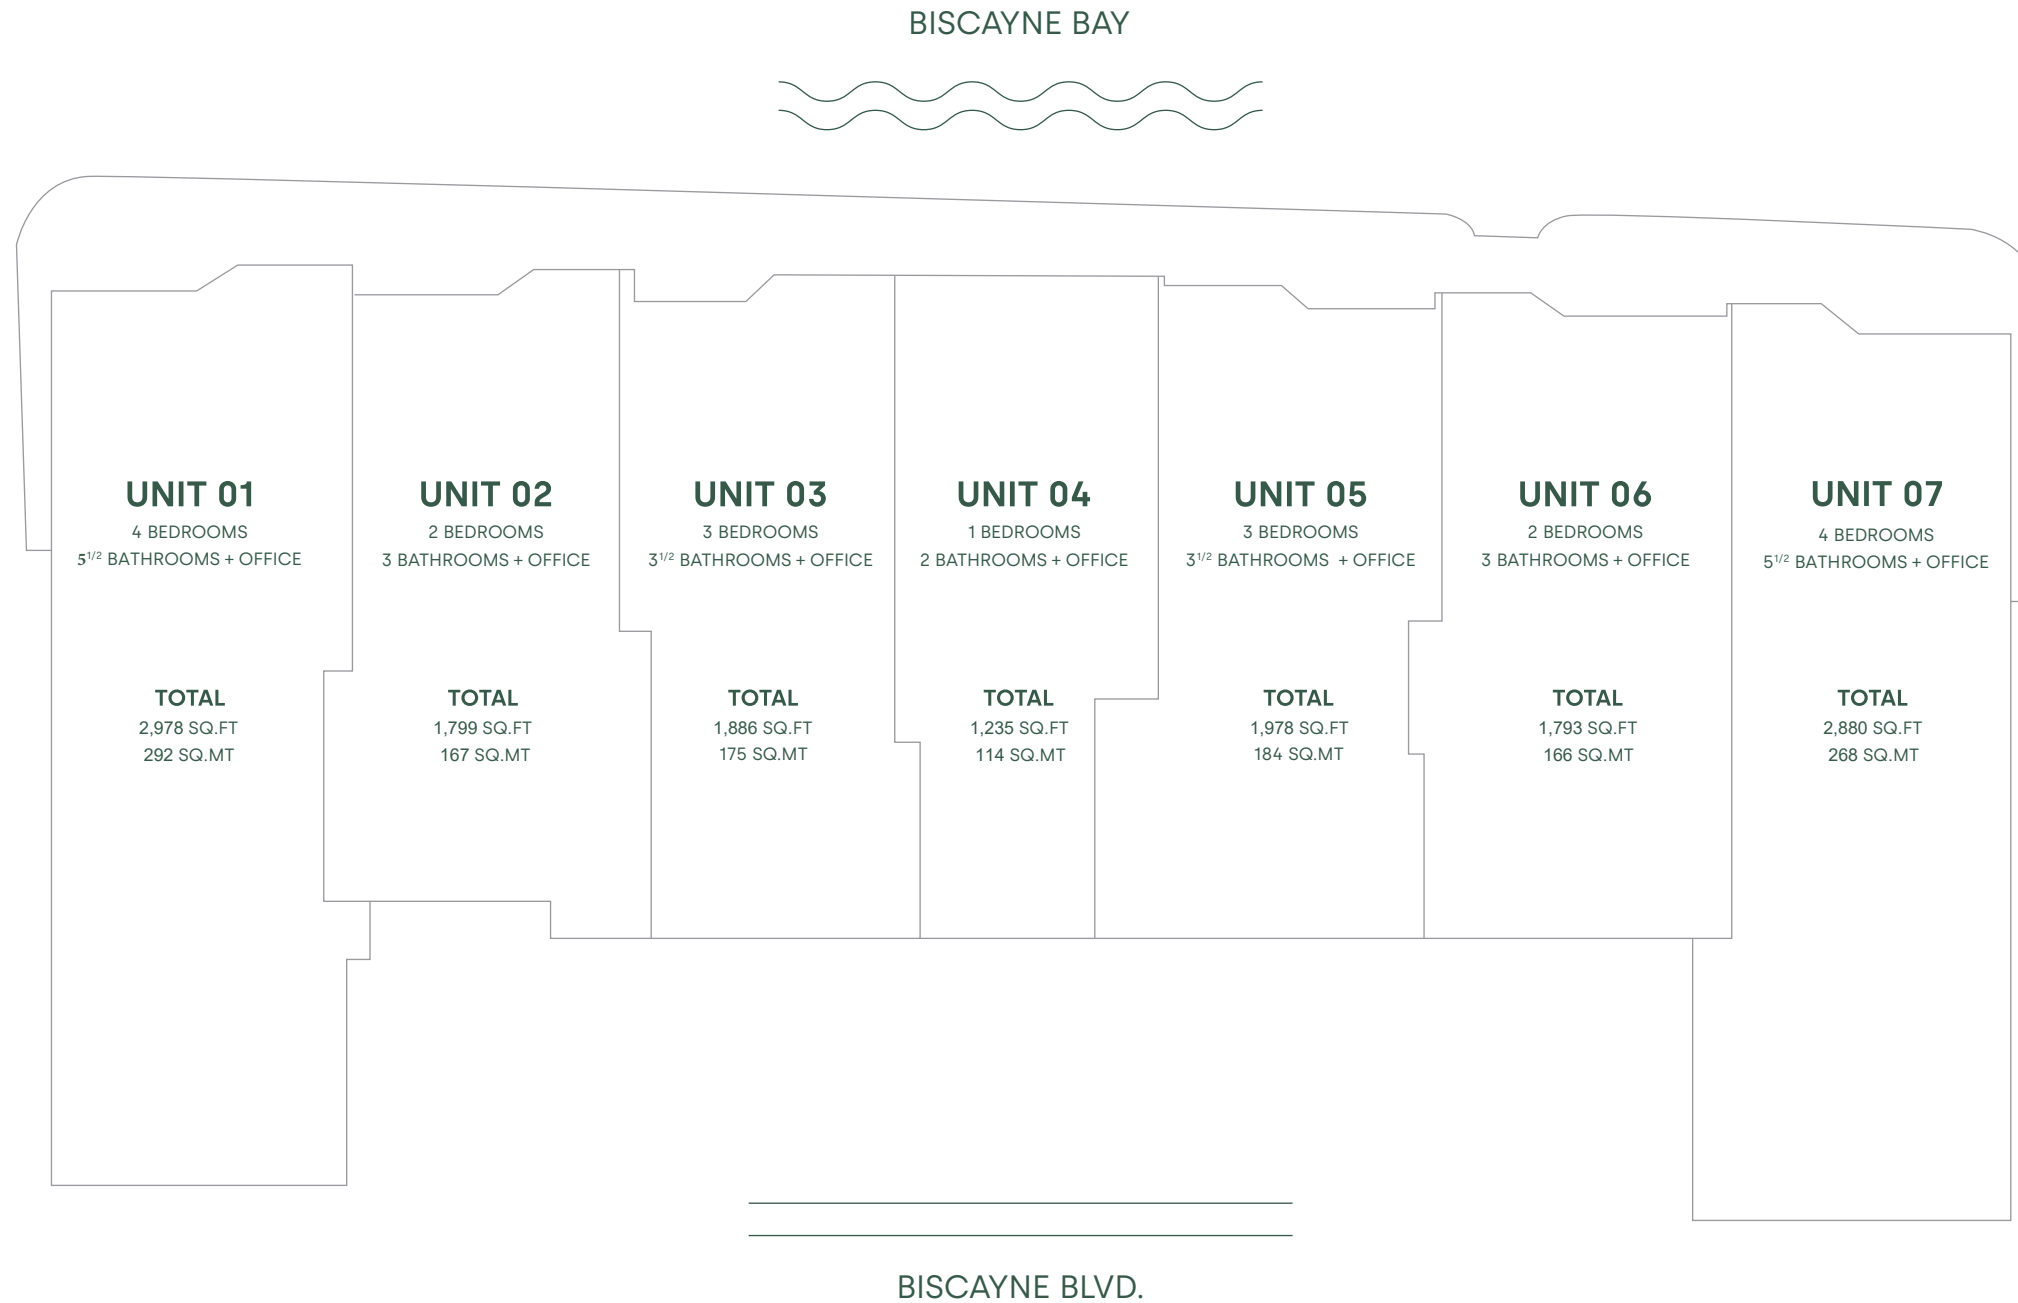 BISCAYNE BAY
UNIT 01
4 BEDROOMS
5 1/2 BATHROOMS + OFFICE
TOTAL
2,978 SQ.FT
292 SQ.MT
UNIT 02
2 BEDROOMS
3 BATHROOMS + OFFICE
TOTAL
1,799 SQ.FT
167 SQ.MT
UNIT 03
3 BEDROOMS
3 1/2 BATHROOMS + OFFICE
TOTAL
1,886 SQ.FT
175 SQ.MT
UNIT 04
1 BEDROOMS
2 BATHROOMS + OFFICE
TOTAL
1,235 SQ.FT
114 SQ.MT
UNIT 05
3 BEDROOMS
3 1/2 BATHROOMS + OFFICE
TOTAL
1,978 SQ.FT
184 SQ.MT
UNIT 06
2 BEDROOMS
3 BATHROOMS + OFFICE
TOTAL
1,793 SQ.FT
166 SQ.MT
UNIT 07
4 BEDROOMS
5 1/2 BATHROOMS + OFFICE
TOTAL
2,880 SQ.FT
268 SQ.MT
BISCAYNE BLVD.